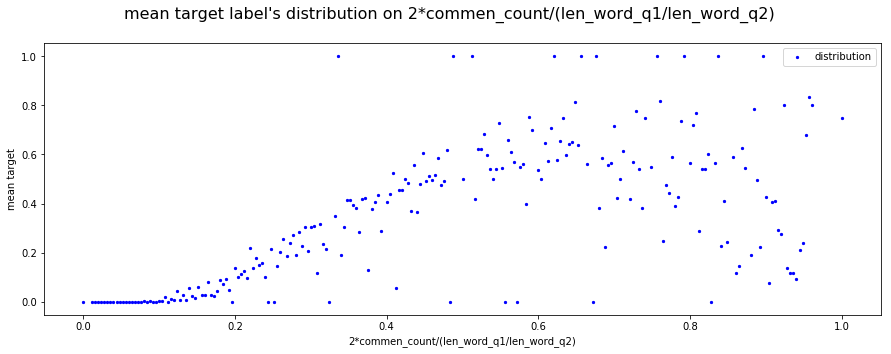 mean target label's distribution on 2*commen_count/(len_word_q1/len_word_q2)
distribution
mean target
1.0
0.8
0.6
0.4
0.2
0.0
0.0 0.2 0.4 0.6 0.8 1.0
2*commen_count/(len_word_q1/len_word_q2)